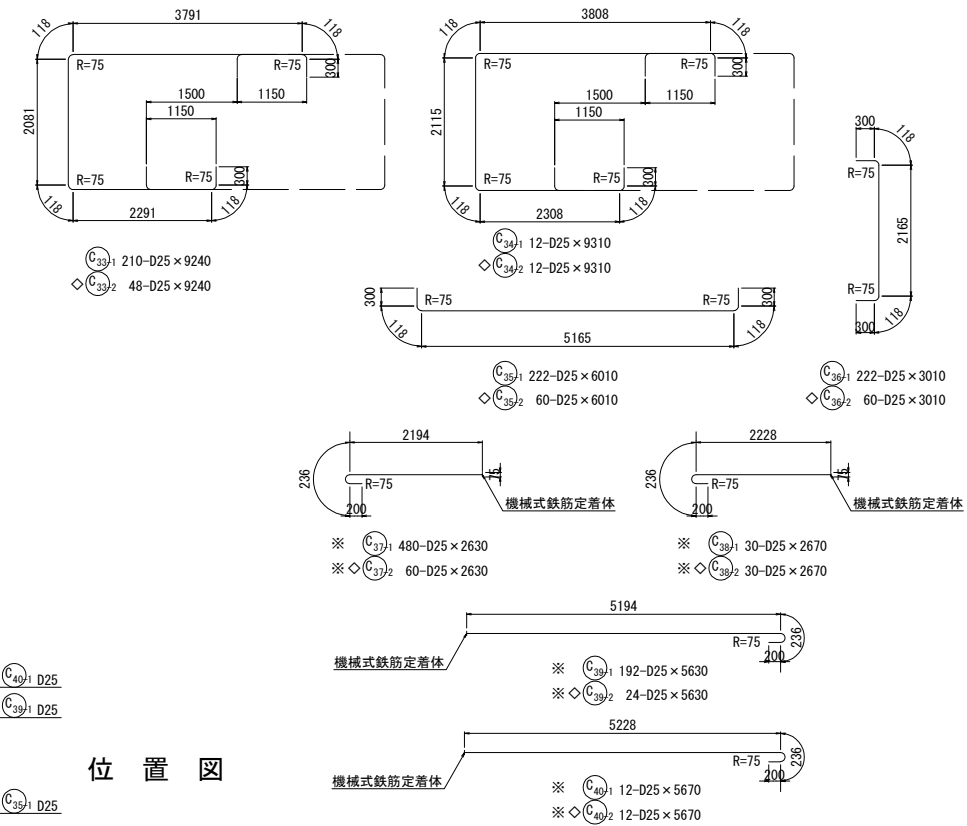 3791
118
118
R=75
R=75
300
1500
1150
1150
2081
R=75
R=75
300
118
2291
118
C33-1 210-D25×9240
◇C33-2 48-D25×9240
3808
118
118
R=75
R=75
300
1500
1150
1150
2115
R=75
R=75
300
118
2308
118
C34-1 12-D25×9310
◇C34-2 12-D25×9310
300
118
R=75
2165
R=75
300
118
C36-1 222-D25×3010
◇C36-2 60-D25×3010
300
R=75
R=75
300
118
5165
118
C35-1 222-D25×6010
◇C35-2 60-D25×6010
2194
236
R=75
75
200
機械式鉄筋定着体
※ C37-1 480-D25×2630
※◇C37-2 60-D25×2630
2228
236
R=75
75
200
機械式鉄筋定着体
※ C38-1 30-D25×2670
※◇C38-2 30-D25×2670
5194
R=75
236
200
機械式鉄筋定着体
※ C39-1 192-D25×5630
※◇C39-2 24-D25×5630
5228
R=75
236
200
機械式鉄筋定着体
※ C40-1 12-D25×5670
※◇C40-2 12-D25×5670
C40-1 D25
C39-1 D25
位置図
C35-1 D25